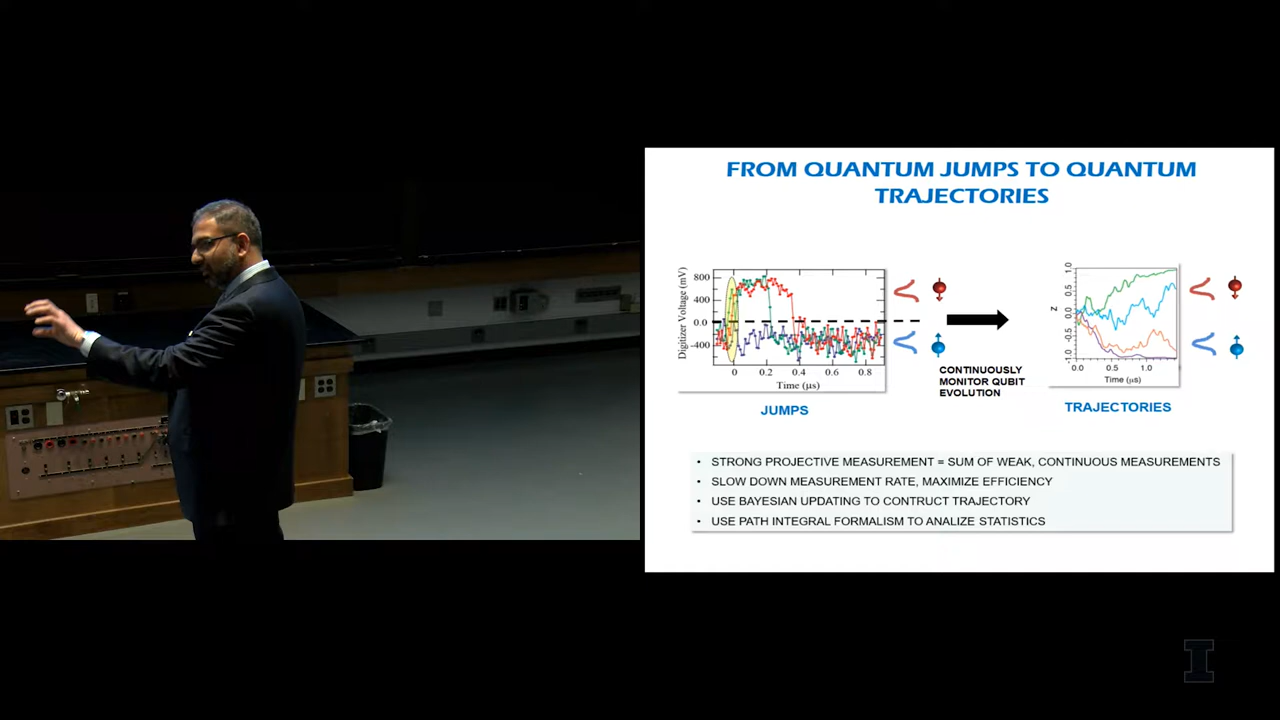 FROM QUANTUM JUMPS TO QUANTUM
TRAJECTORIES
Digitizer Voltage (mV)
800
400
0.0
-400
0
0.2
0.4
0.6
0.8
Time (μs)
JUMPS
CONTINUOUSLY
MONITOR QUBIT
EVOLUTION
Z
1.0
0.5
0.0
-0.5
-1.0
0.0
0.5
1.0
Time (μs)
TRAJECTORIES
• STRONG PROJECTIVE MEASUREMENT = SUM OF WEAK, CONTINUOUS MEASUREMENTS
• SLOW DOWN MEASUREMENT RATE, MAXIMIZE EFFICIENCY
• USE BAYESIAN UPDATING TO CONTRUCT TRAJECTORY
• USE PATH INTEGRAL FORMALISM TO ANALIZE STATISTICS
I